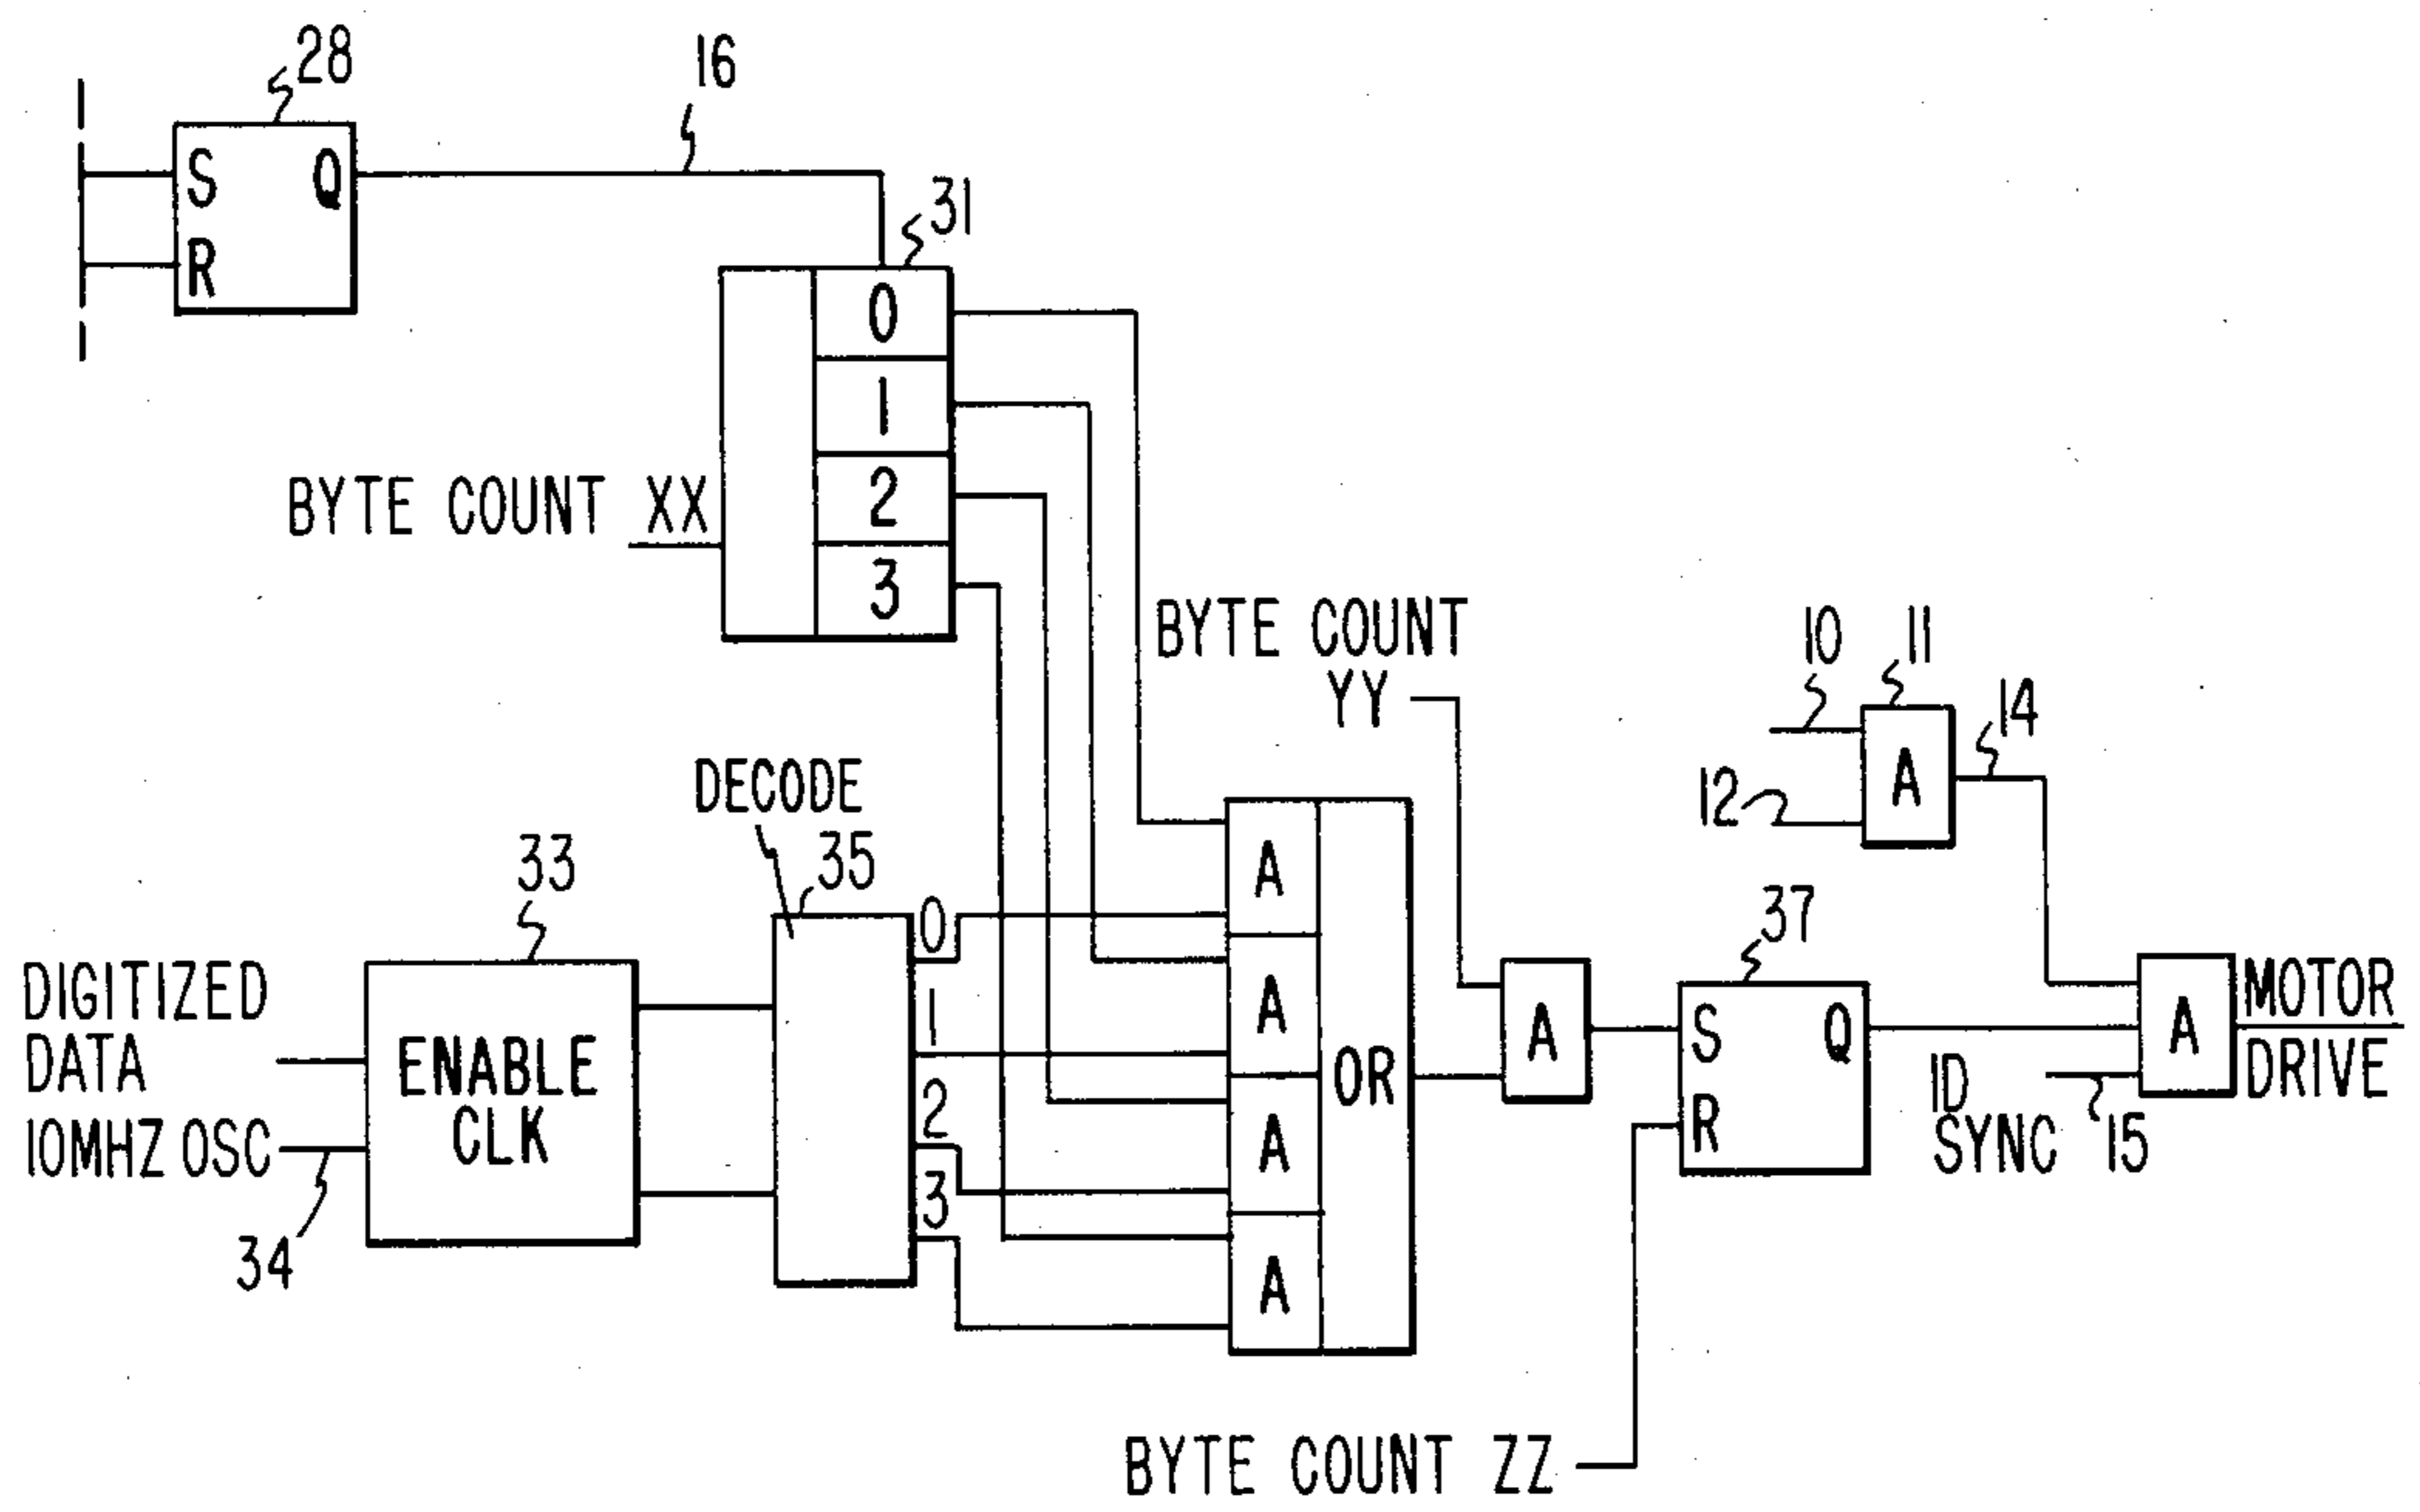 28
16
S Q
R
31
0
1
2
3
BYTE COUNT XX
BYTE COUNT
YY
10
11
14
12
A
DECODE
35
33
0
1
2
3
DIGITIZED
DATA
10MHZ OSC
34
ENABLE
CLK
A
A
A
A
OR
A
37
S Q
R
1D
SYNC
15
A
MOTOR
DRIVE
BYTE COUNT ZZ